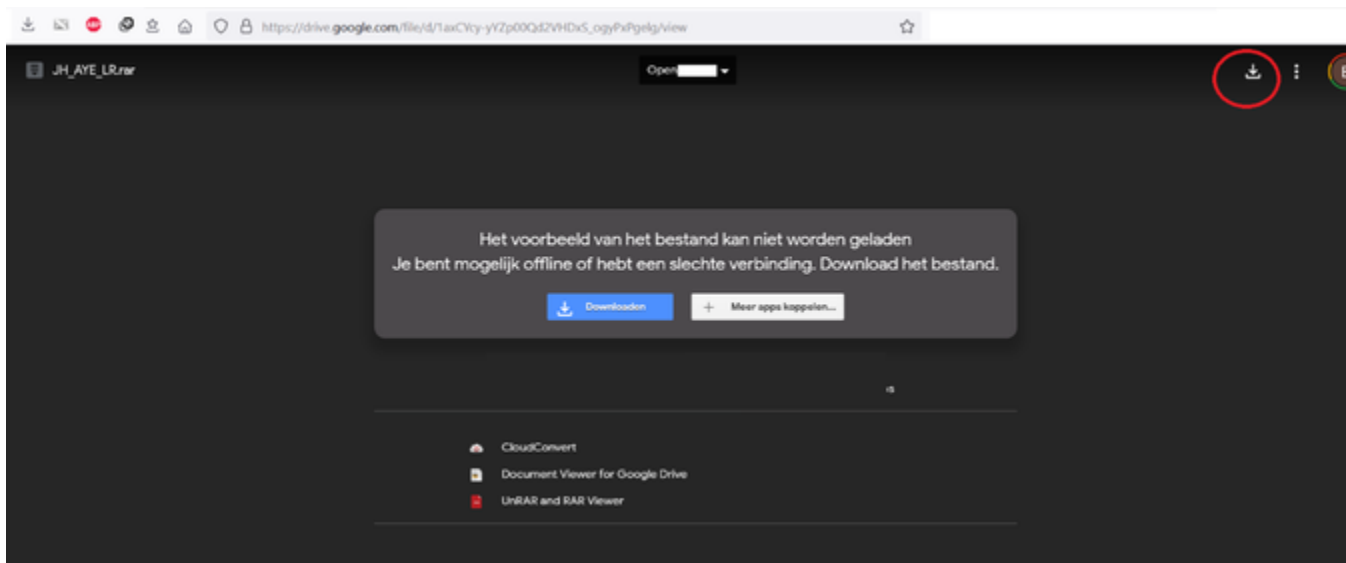 https://drive.google.com/file/d/1axCYcy-yYZp00Qd2VHDxS_ogyPxPgelg/view
JH_AYE_LR.rar
Open
Het voorbeeld van het bestand kan niet worden geladen
Je bent mogelijk offline of hebt een slechte verbinding. Download het bestand.
Downloaden
Meer apps koppelen...
CloudConvert
Document Viewer for Google Drive
UnRAR and RAR Viewer